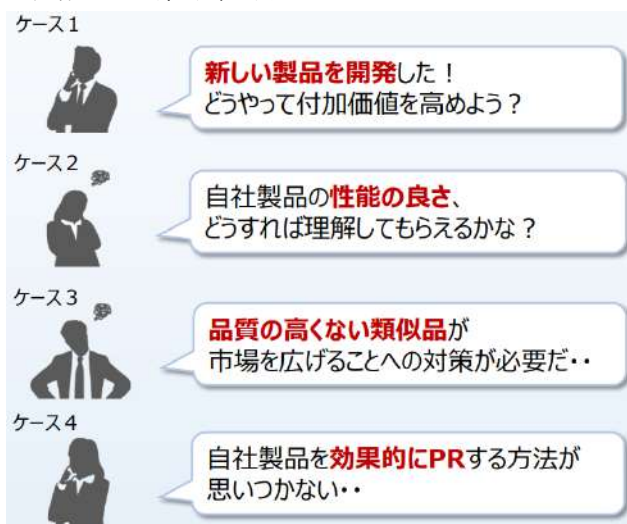 ケース1
新しい製品を開発した！
どうやって付加価値を高めよう？
ケース2
自社製品の性能の良さ、
どうすれば理解してもらえるかな？
ケース3
品質の高くない類似品が
市場を広げることへの対策が必要だ・・
ケース4
自社製品を効果的にPRする方法が
思いつかない・・